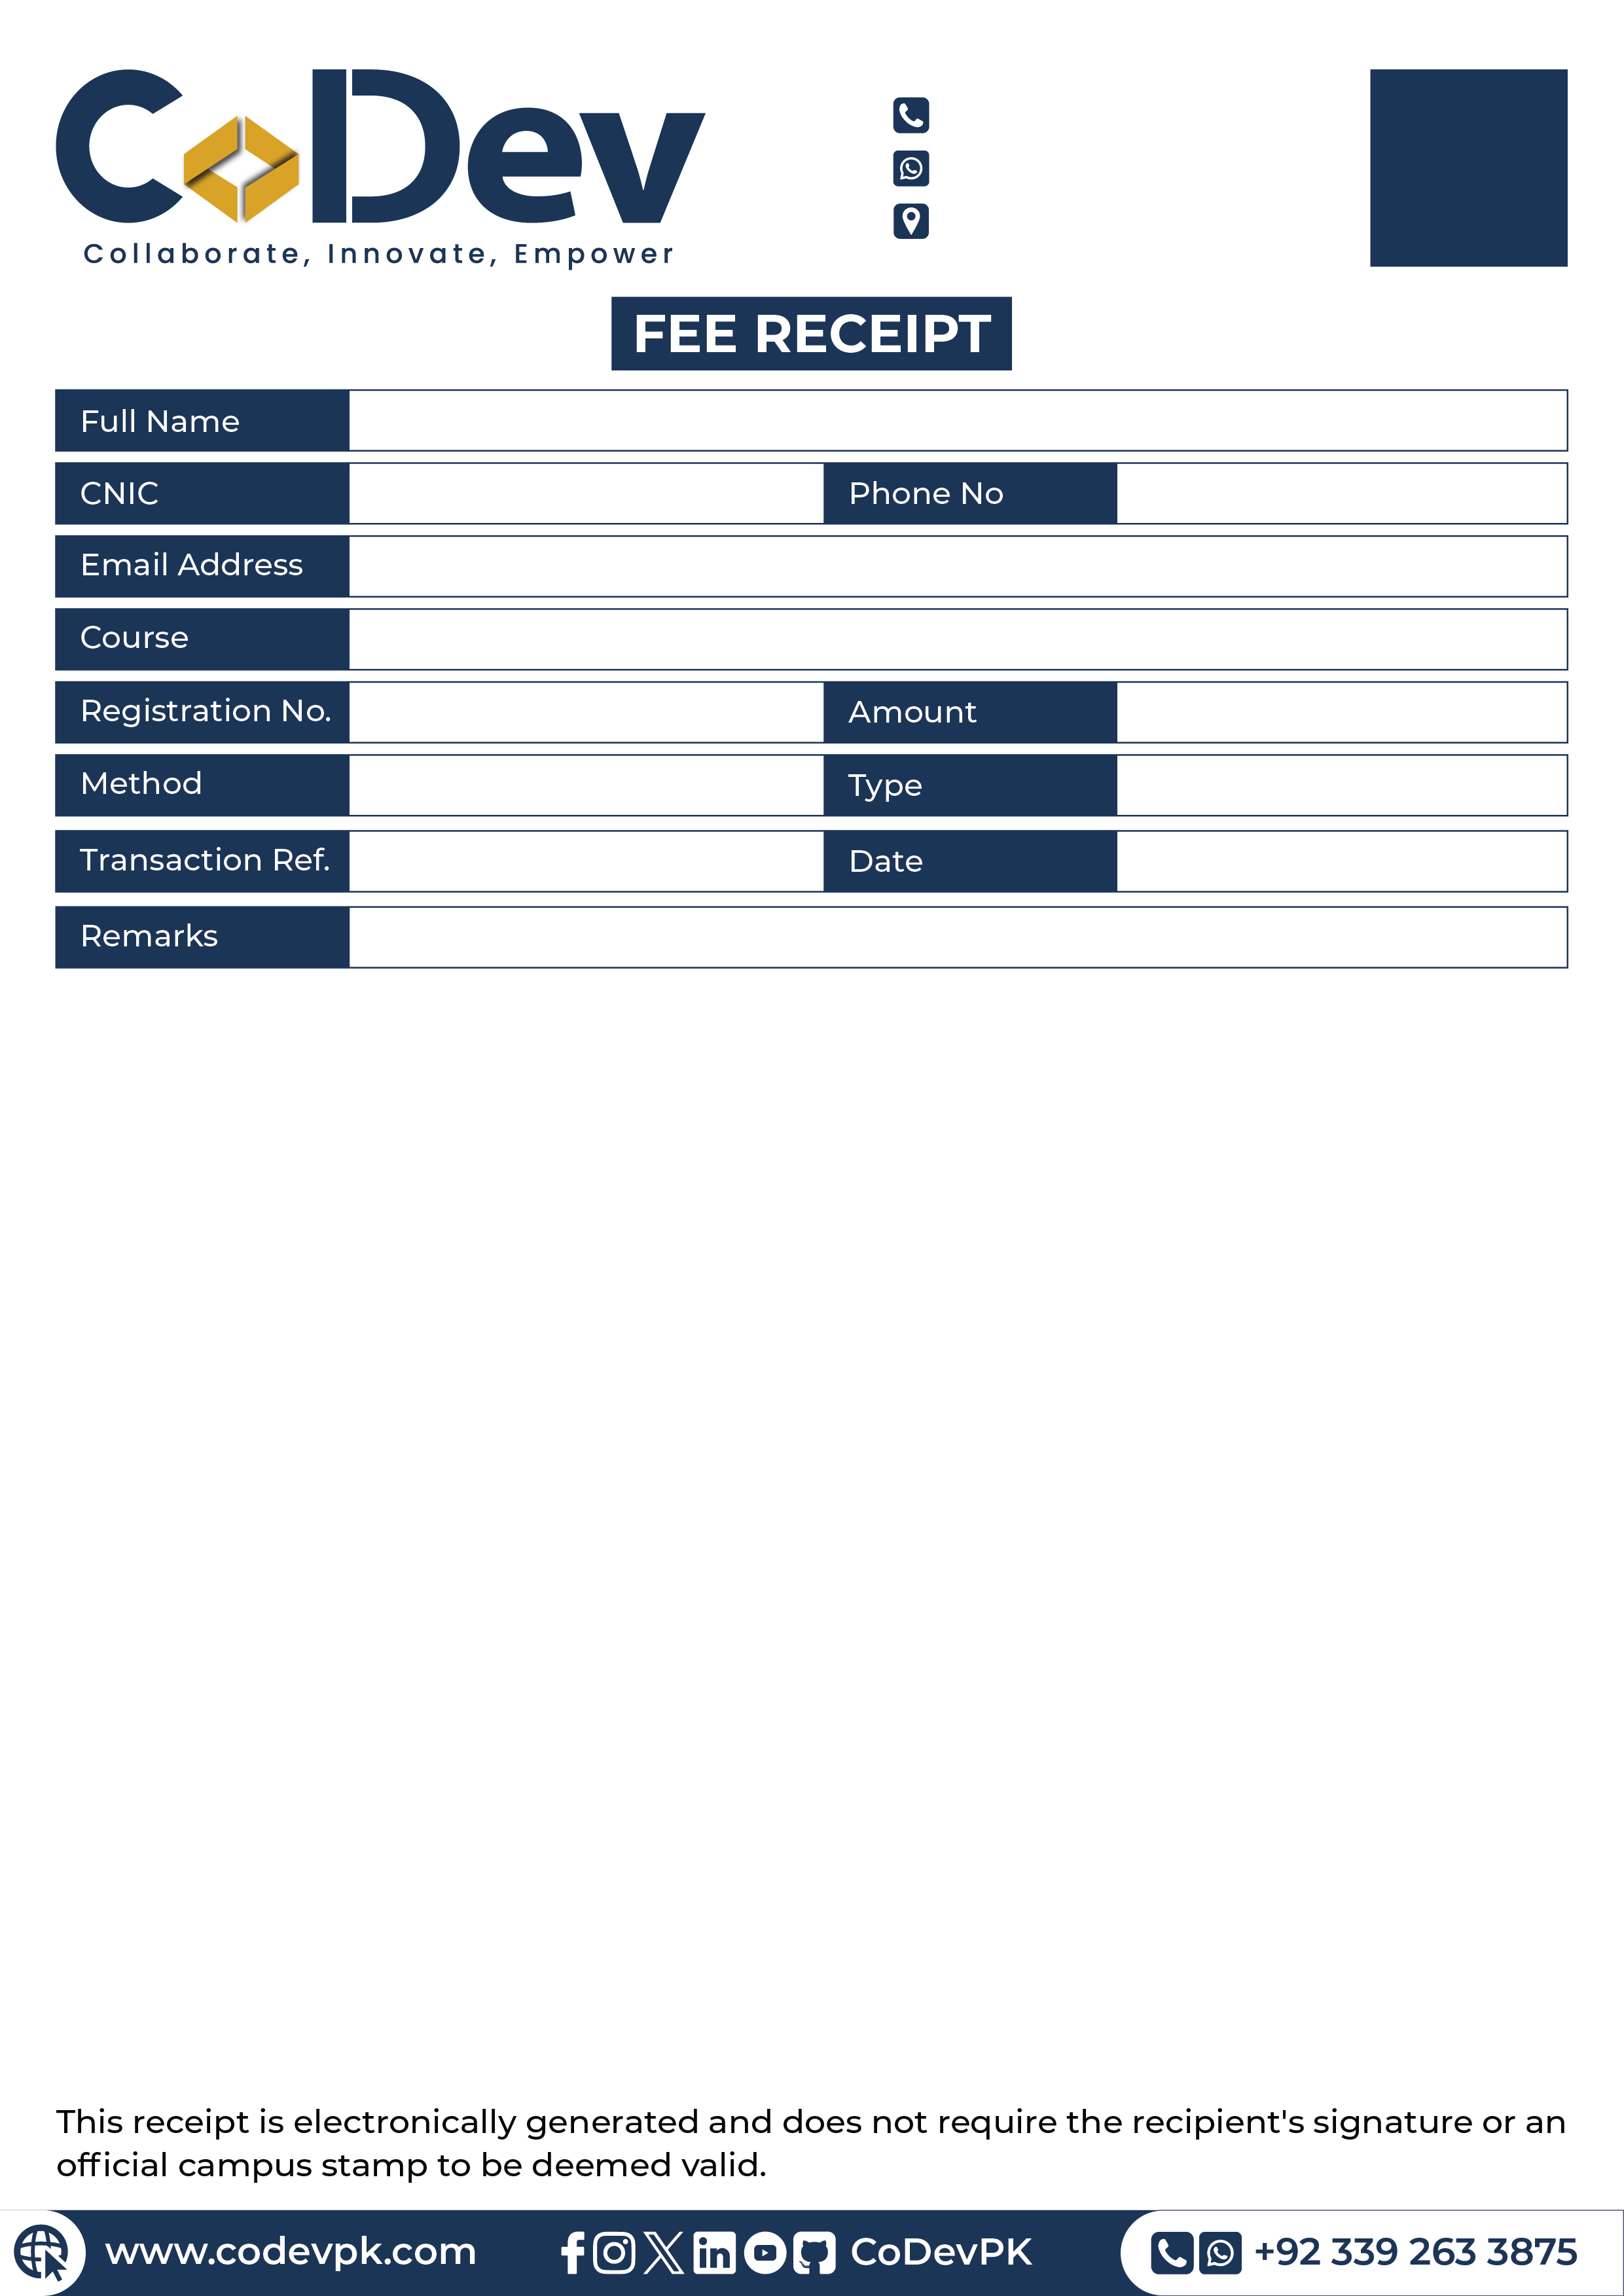 CoDev
Collaborate, Innovate, Empower
FEE RECEIPT
Full Name
CNIC
Phone No
Email Address
Course
Registration No.
Amount
Method
Type
Transaction Ref.
Date
Remarks
This receipt is electronically generated and does not require the recipient's signature or an
official campus stamp to be deemed valid.
www.codevpk.com
CoDevPK
+92 339 263 3875